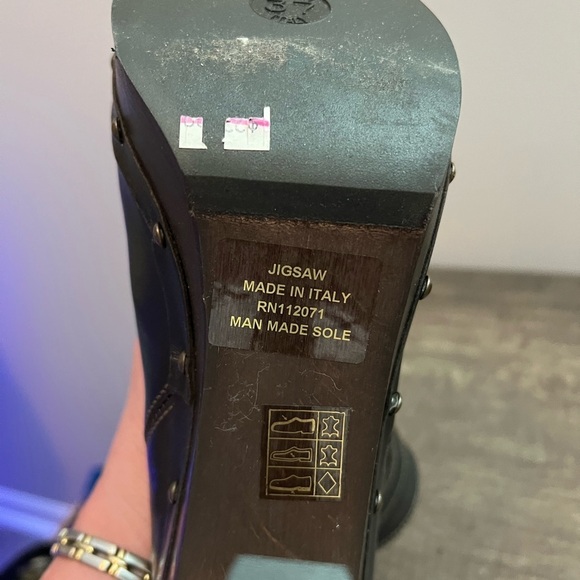 JIGSAW
MADE IN ITALY
RN112071
MAN MADE SOLE